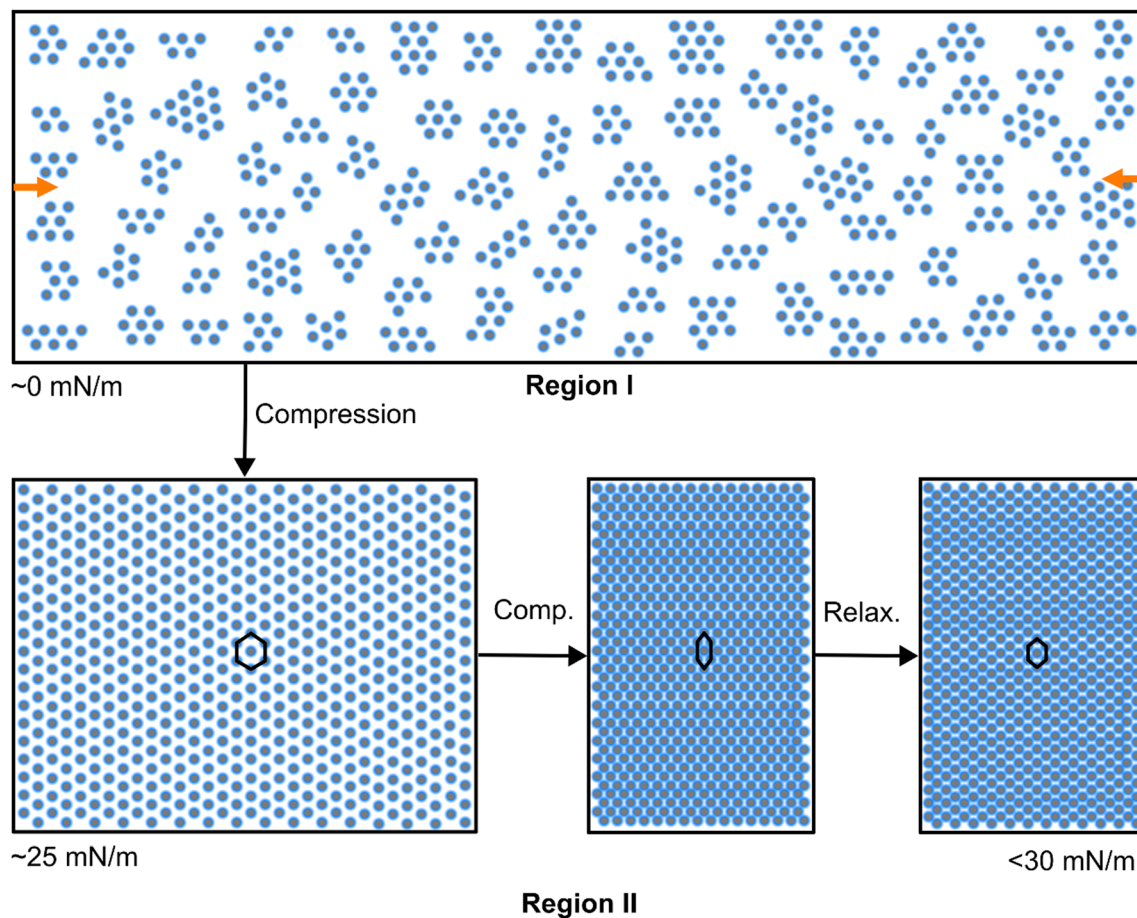 ~0 mN/m
Region I
Compression
Comp.
Relax.
~25 mN/m
<30 mN/m
Region II